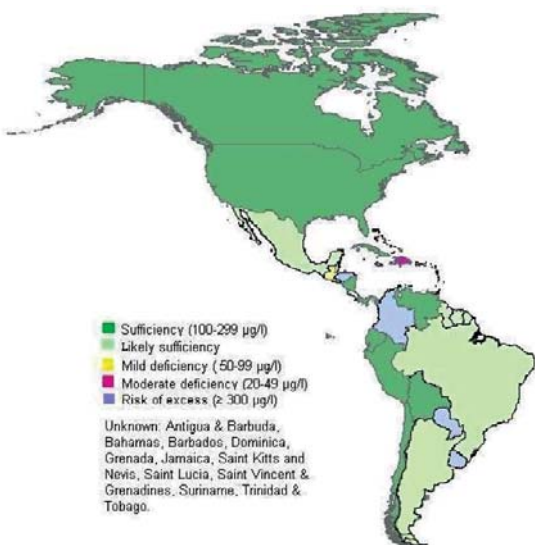 Sufficiency (100-299 µg/l)
Likely sufficiency
Mild deficiency (50-99 µg/l)
Moderate deficiency (20-49 µg/l)
Risk of excess (≥ 300 µg/l)
Unknown: Antigua & Barbuda,
Bahamas, Barbados, Dominica,
Grenada, Jamaica, Saint Kitts and
Nevis, Saint Lucia, Saint Vincent &
Grenadines, Suriname, Trinidad &
Tobago.